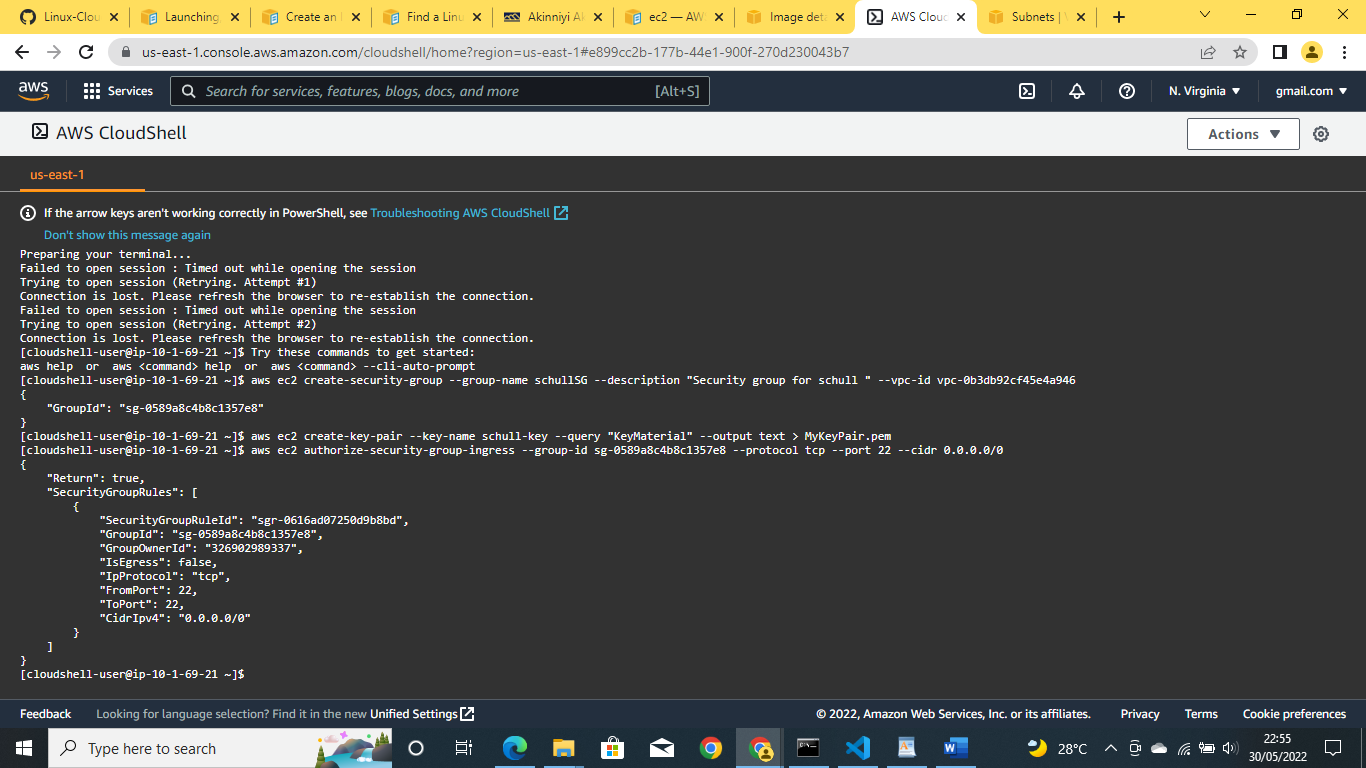 Linux-Clou
Launching
Create an
Find a Linu
Akinniyi Ak
ec2 — AW
Image deta
AWS Cloud
Subnets | V
us-east-1.console.aws.amazon.com/cloudshell/home?region=us-east-1#e899cc2b-177b-44e1-900f-270d230043b7
aws
Services
Search for services, features, blogs, docs, and more
[Alt+S]
N. Virginia
gmail.com
AWS CloudShell
Actions
us-east-1
If the arrow keys aren't working correctly in PowerShell, see Troubleshooting AWS CloudShell
Don't show this message again
Preparing your terminal...
Failed to open session : Timed out while opening the session
Trying to open session (Retrying. Attempt #1)
Connection is lost. Please refresh the browser to re-establish the connection.
Failed to open session : Timed out while opening the session
Trying to open session (Retrying. Attempt #2)
Connection is lost. Please refresh the browser to re-establish the connection.
[cloudshell-user@ip-10-1-69-21 ~]$ Try these commands to get started:
aws help  or  aws <command> help  or  aws <command> --cli-auto-prompt
[cloudshell-user@ip-10-1-69-21 ~]$ aws ec2 create-security-group --group-name schullSG --description "Security group for schull " --vpc-id vpc-0b3db92cf45e4a946
{
    "GroupId": "sg-0589a8c4b8c1357e8"
}
[cloudshell-user@ip-10-1-69-21 ~]$ aws ec2 create-key-pair --key-name schull-key --query "KeyMaterial" --output text > MyKeyPair.pem
[cloudshell-user@ip-10-1-69-21 ~]$ aws ec2 authorize-security-group-ingress --group-id sg-0589a8c4b8c1357e8 --protocol tcp --port 22 --cidr 0.0.0.0/0
{
    "Return": true,
    "SecurityGroupRules": [
        {
            "SecurityGroupRuleId": "sgr-0616ad07250d9b8bd",
            "GroupId": "sg-0589a8c4b8c1357e8",
            "GroupOwnerId": "326902989337",
            "IsEgress": false,
            "IpProtocol": "tcp",
            "FromPort": 22,
            "ToPort": 22,
            "CidrIpv4": "0.0.0.0/0"
        }
    ]
}
[cloudshell-user@ip-10-1-69-21 ~]$
Feedback
Looking for language selection? Find it in the new Unified Settings
© 2022, Amazon Web Services, Inc. or its affiliates.
Privacy
Terms
Cookie preferences
Type here to search
28°C
22:55
30/05/2022